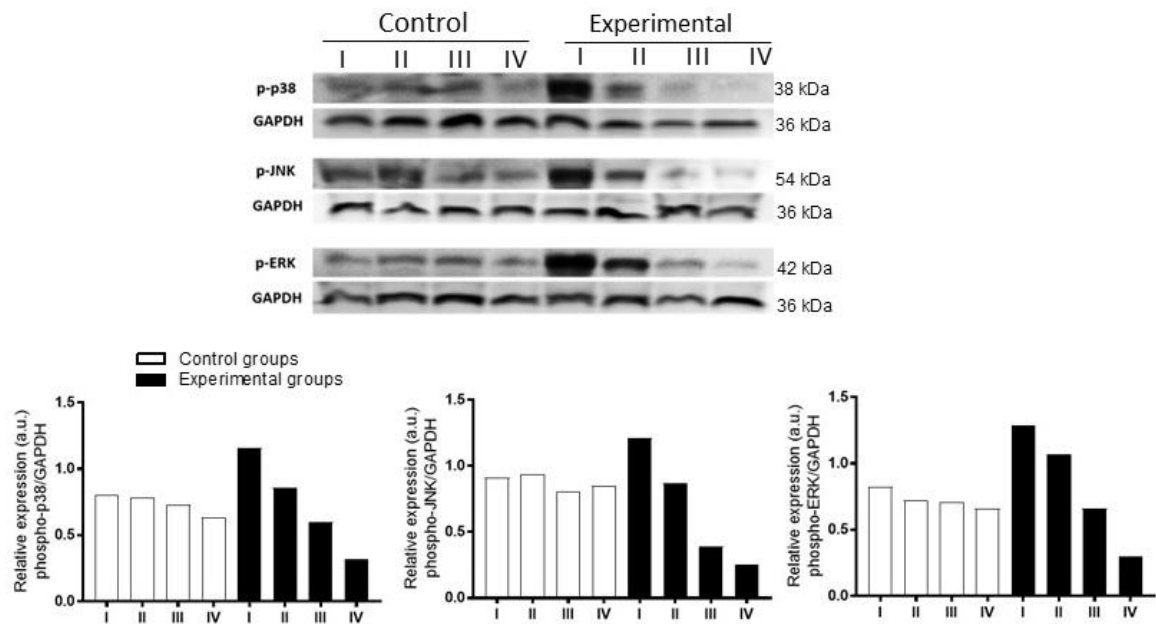 Control Experimental
I II III IV I II III IV
p-p38 38 kDa
GAPDH 36 kDa
p-JNK 54 kDa
GAPDH 36 kDa
p-ERK 42 kDa
GAPDH 36 kDa
Control groups
Experimental groups
Relative expression (a.u.)
phospho-p38/GAPDH
1.5
1.0
0.5
0.0
I II III IV I II III IV
Relative expression (a.u.)
phospho-JNK/GAPDH
1.5
1.0
0.5
0.0
I II III IV I II III IV
Relative expression (a.u.)
phospho-ERK/GAPDH
1.5
1.0
0.5
0.0
I II III IV I II III IV